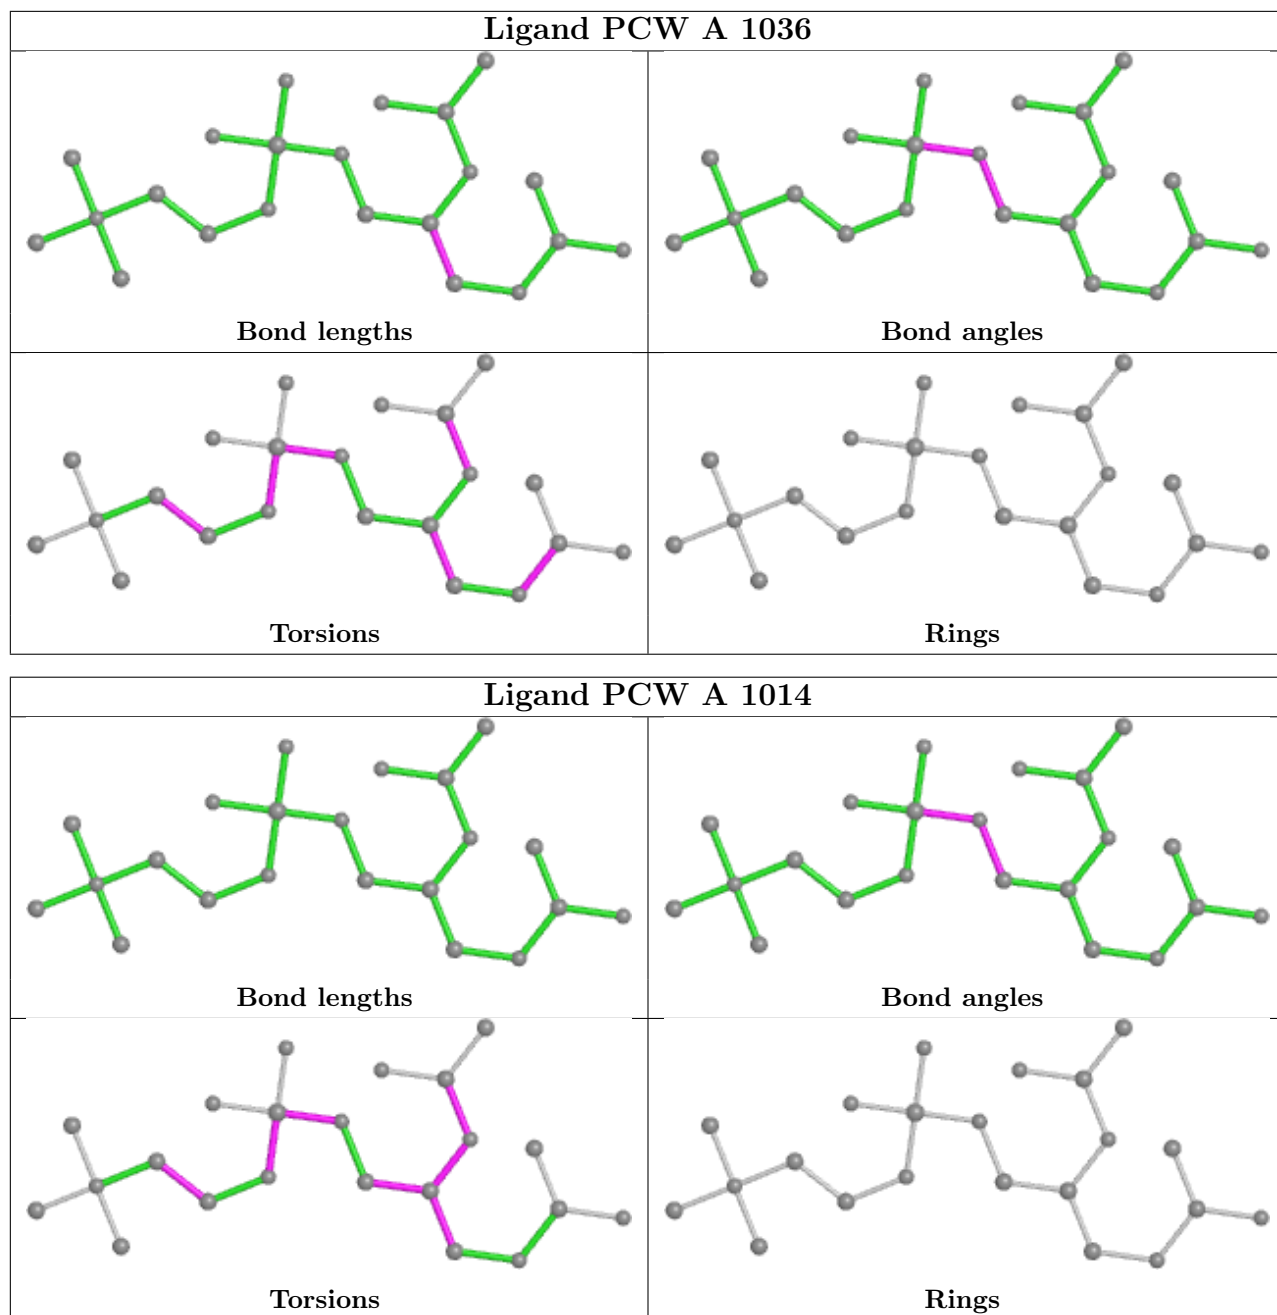 Ligand PCW A 1036
Bond lengths
Bond angles
Torsions
Rings
Ligand PCW A 1014
Bond lengths
Bond angles
Torsions
Rings